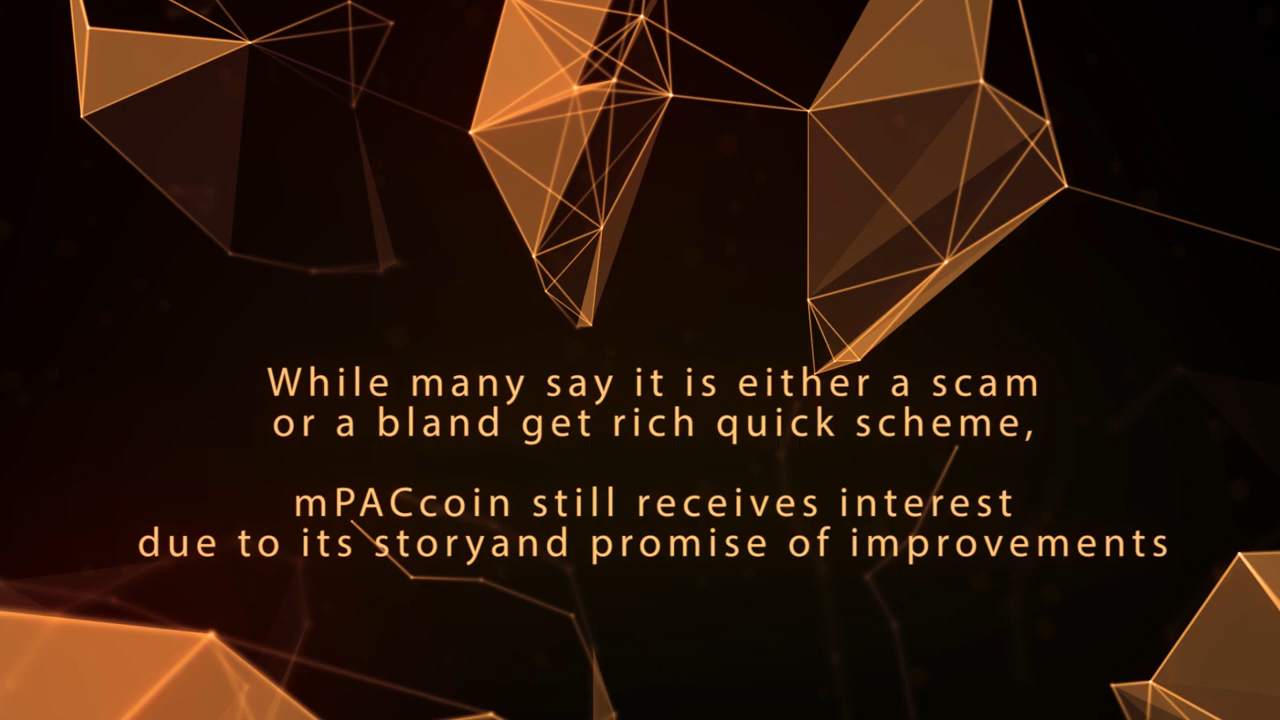 While many say it is either a scam
or a bland get rich quick scheme,
mPACcoin still receives interest
due to its storyand promise of improvements